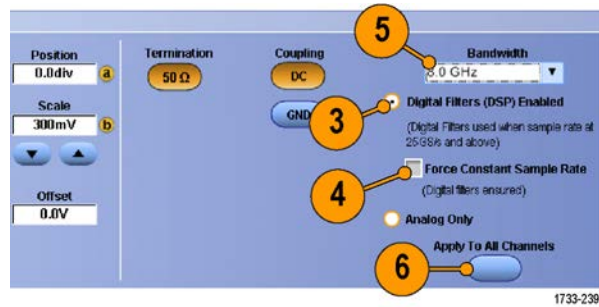 Position
0.0div
a
Scale
300mV
b
Offset
0.0V
Termination
50 Ω
Coupling
DC
GND
5
Bandwidth
8.0 GHz
3
Digital Filters (DSP) Enabled
(Digital Filters used when sample rate at
25GS/s and above)
4
Force Constant Sample Rate
(Digital filters ensured)
Analog Only
6
Apply To All Channels
1733-239